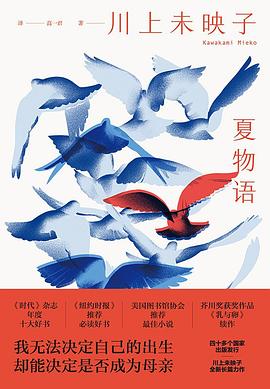 译 —— 高一君 著 —— 川上未映子
Kawakami Mieko
夏物语
《时代》杂志
年度
十大好书
《纽约时报》
推荐
必读好书
美国图书馆协会
推荐
最佳小说
芥川奖获奖作品
《乳与卵》
续作
四十多个国家
出版发行
川上未映子
全新长篇力作
我无法决定自己的出生
却能决定是否成为母亲